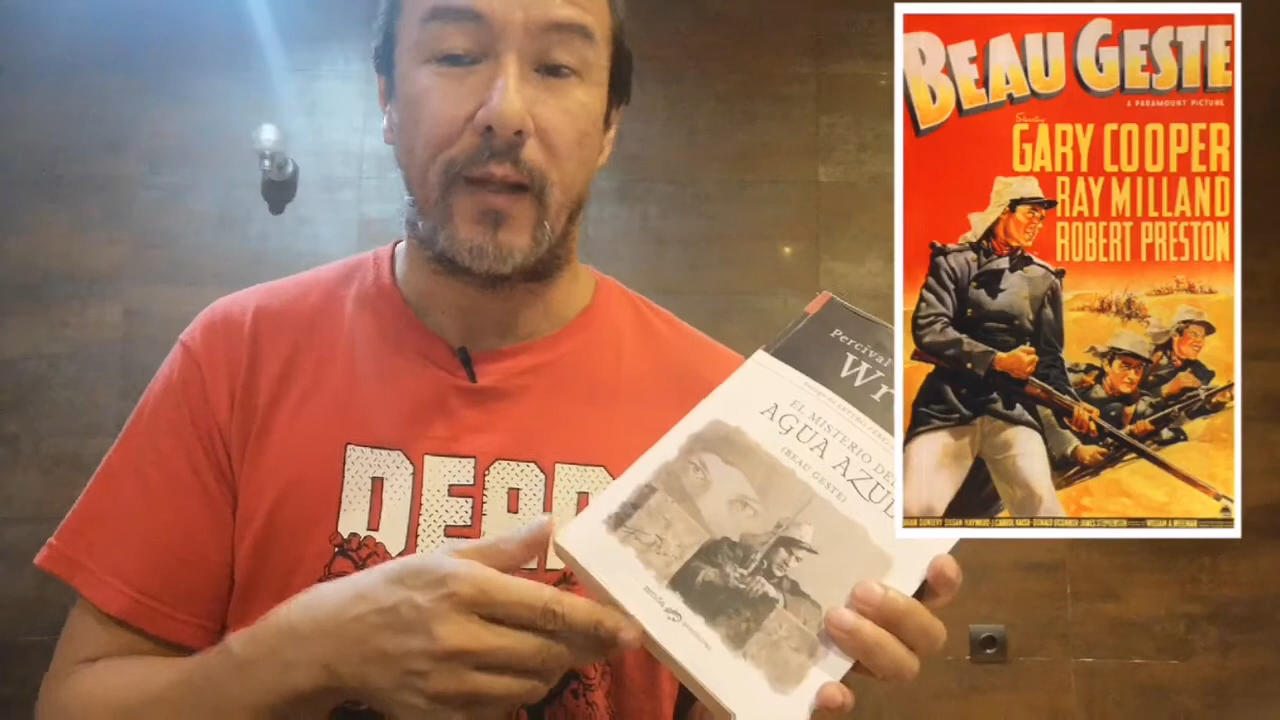 BEAU GESTE
A PARAMOUNT PICTURE
Starring
GARY COOPER
RAY MILLAND
ROBERT PRESTON
DEAD
Percival
Wr
EL MISTERIO DEL
AGUA AZUL
(BEAU GESTE)